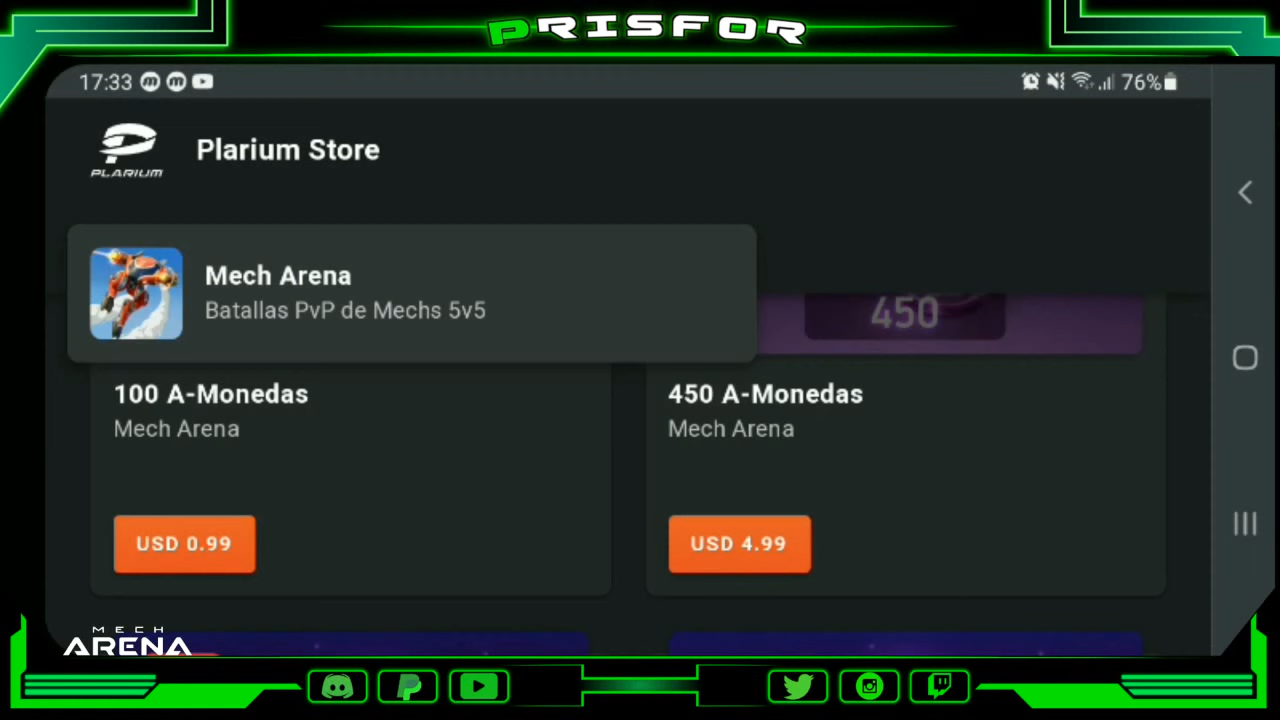 PRISFOR
17:33
76%
PLARIUM
Plarium Store
Mech Arena
Batallas PvP de Mechs 5v5
450
100 A-Monedas
Mech Arena
USD 0.99
450 A-Monedas
Mech Arena
USD 4.99
MECH
ARENA